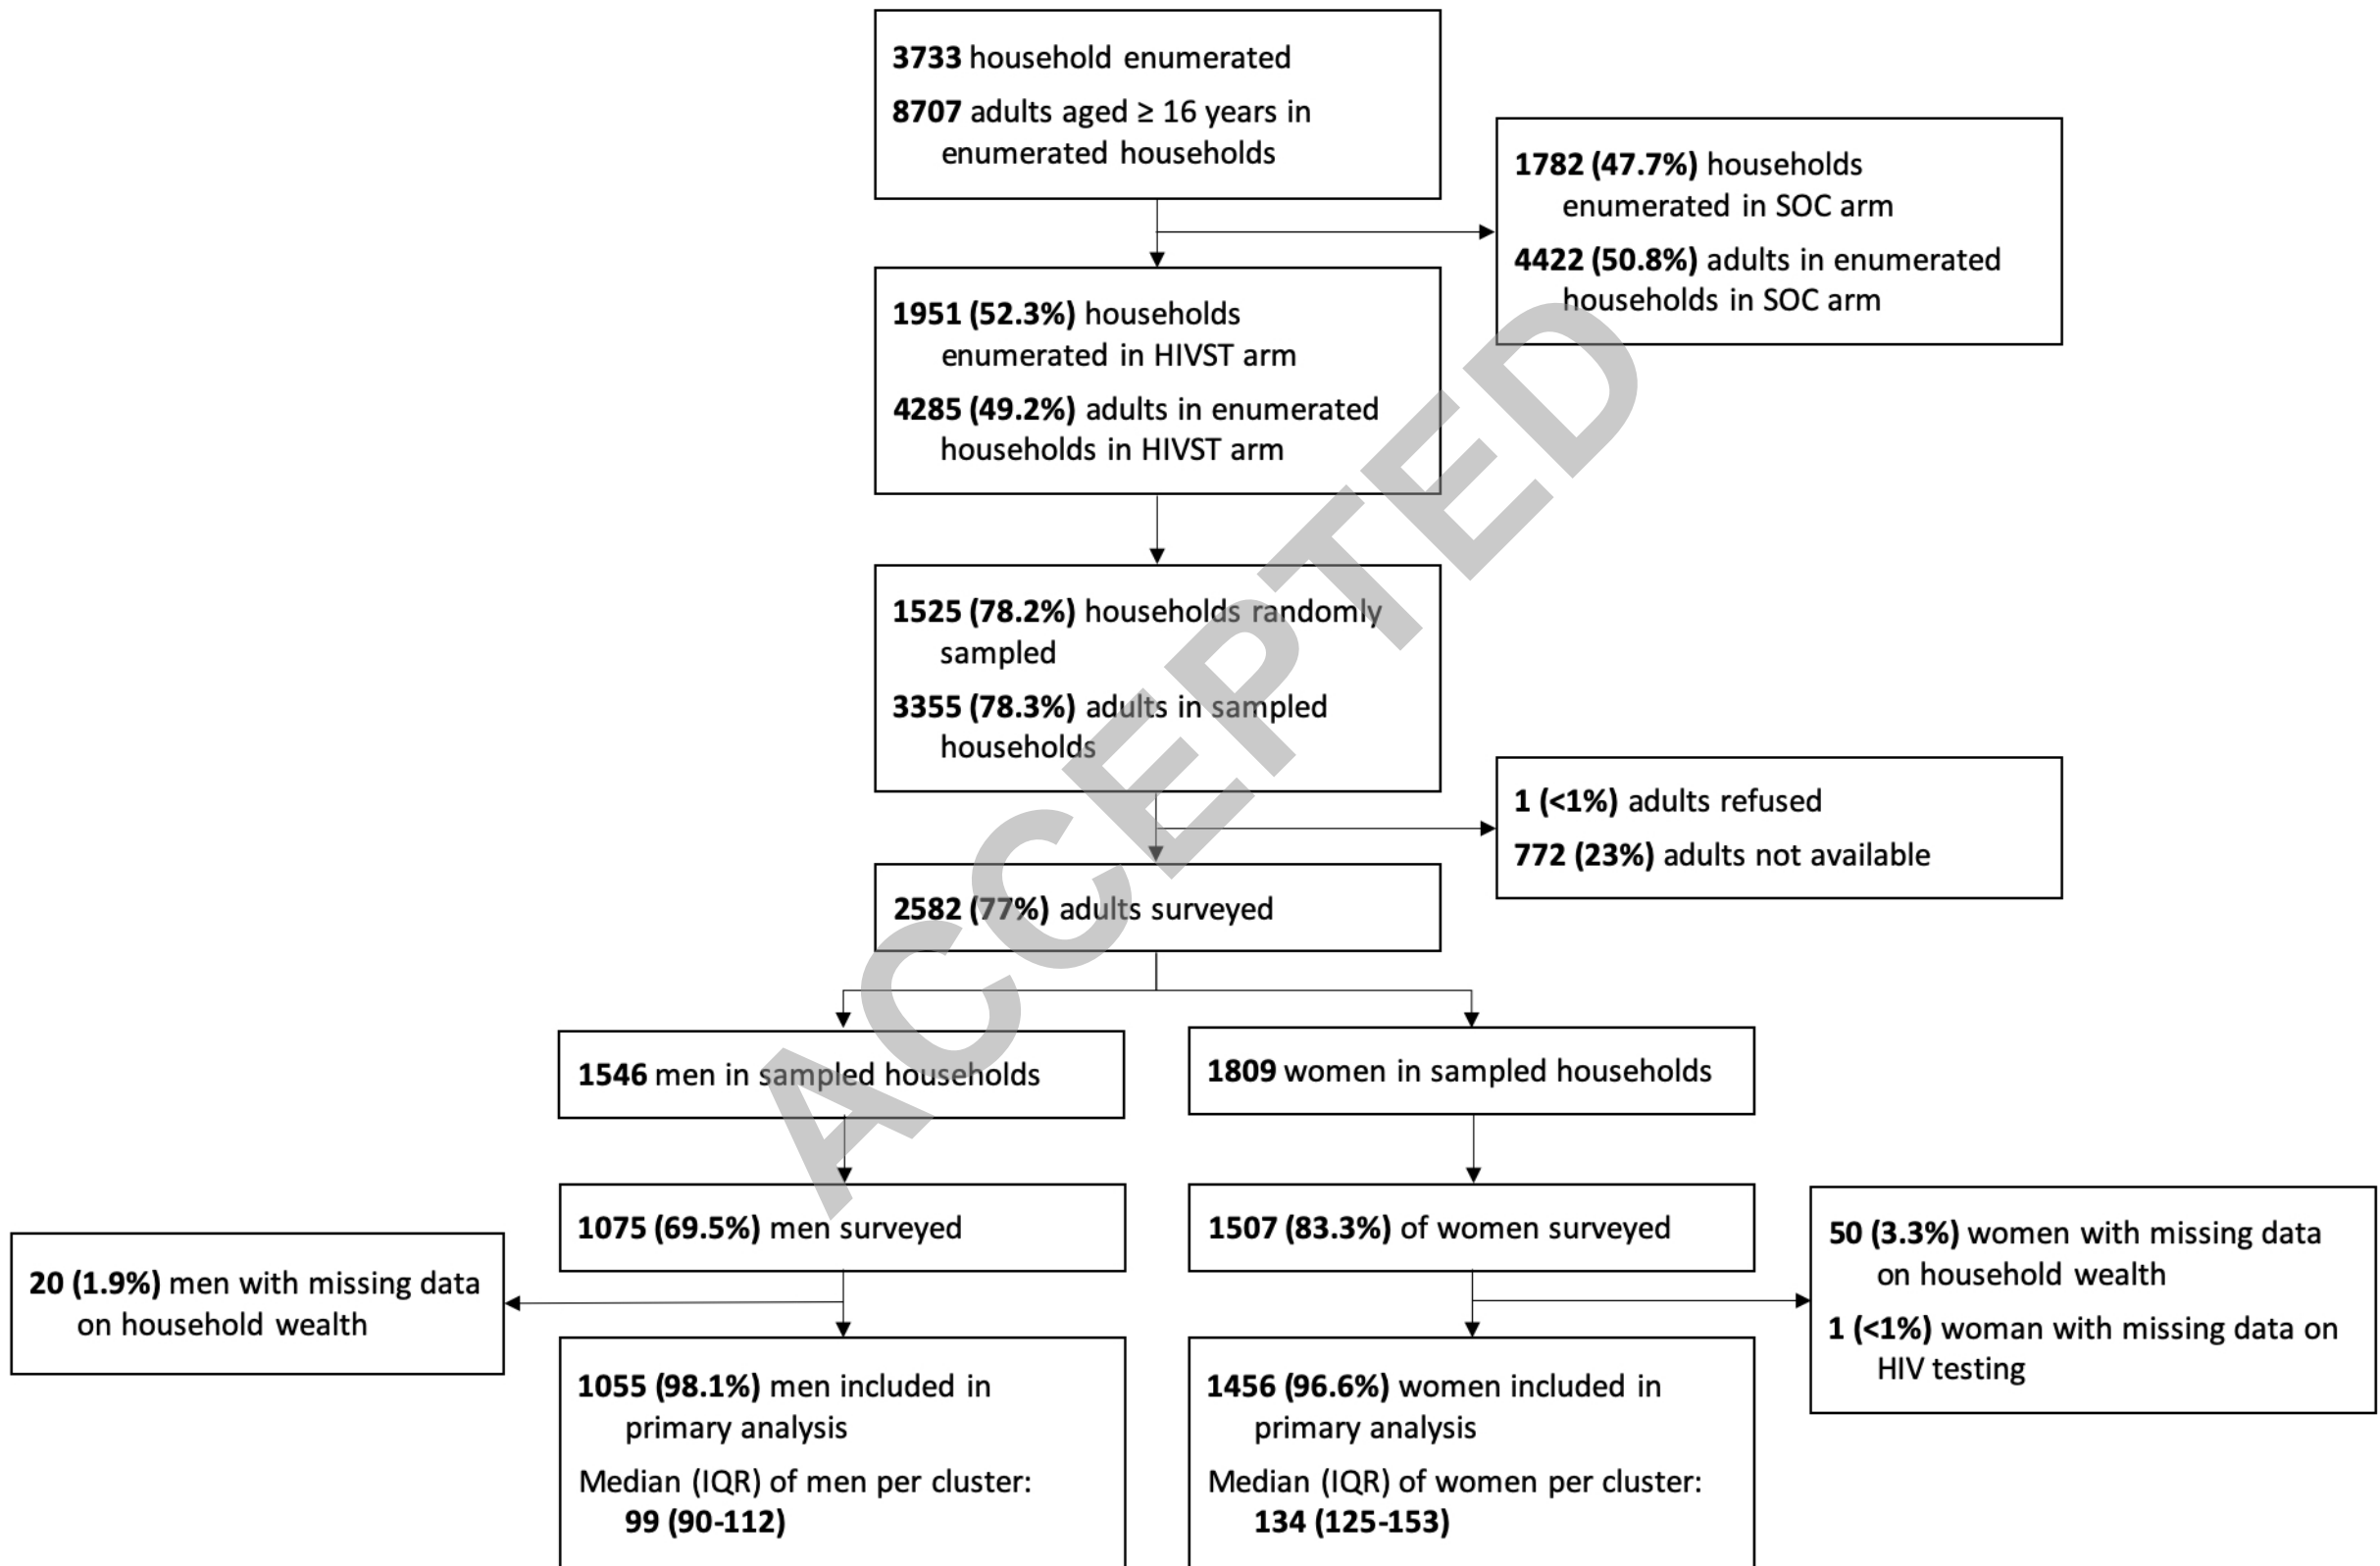 3733 household enumerated
8707 adults aged ≥ 16 years in
enumerated households
1782 (47.7%) households
enumerated in SOC arm
4422 (50.8%) adults in enumerated
households in SOC arm
1951 (52.3%) households
enumerated in HIVST arm
4285 (49.2%) adults in enumerated
households in HIVST arm
1525 (78.2%) households randomly
sampled
3355 (78.3%) adults in sampled
households
1 (<1%) adults refused
772 (23%) adults not available
2582 (77%) adults surveyed
1546 men in sampled households
1809 women in sampled households
1075 (69.5%) men surveyed
1507 (83.3%) of women surveyed
20 (1.9%) men with missing data
on household wealth
50 (3.3%) women with missing data
on household wealth
1 (<1%) woman with missing data on
HIV testing
1055 (98.1%) men included in
primary analysis
Median (IQR) of men per cluster:
99 (90-112)
1456 (96.6%) women included in
primary analysis
Median (IQR) of women per cluster:
134 (125-153)
ACCEPTED